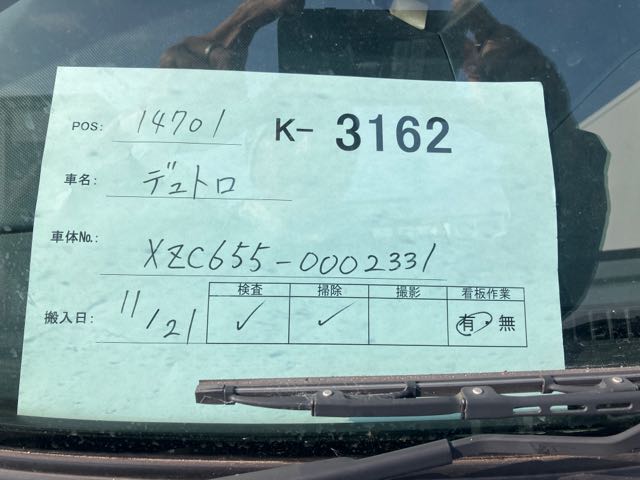 POS: 14701 K-3162
車名: デュトロ
車体No.: XZC655-0002331
搬入日: 11/21
検査 掃除 撮影 看板作業
✓ ✓ 有・無